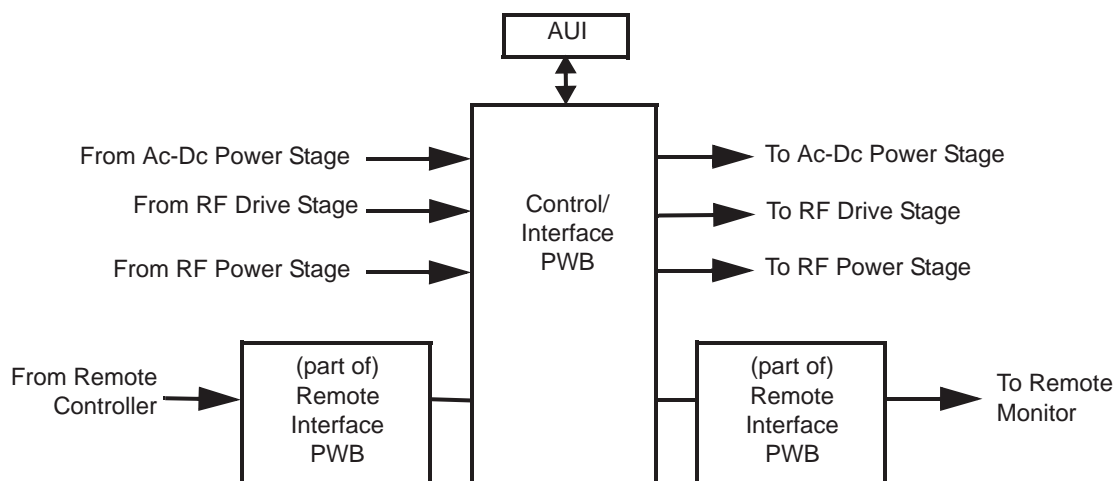 AUI
From Ac-Dc Power Stage
To Ac-Dc Power Stage
From RF Drive Stage
Control/
Interface
PWB
To RF Drive Stage
From RF Power Stage
To RF Power Stage
From Remote
Controller
(part of)
Remote
Interface
PWB
(part of)
Remote
Interface
PWB
To Remote
Monitor